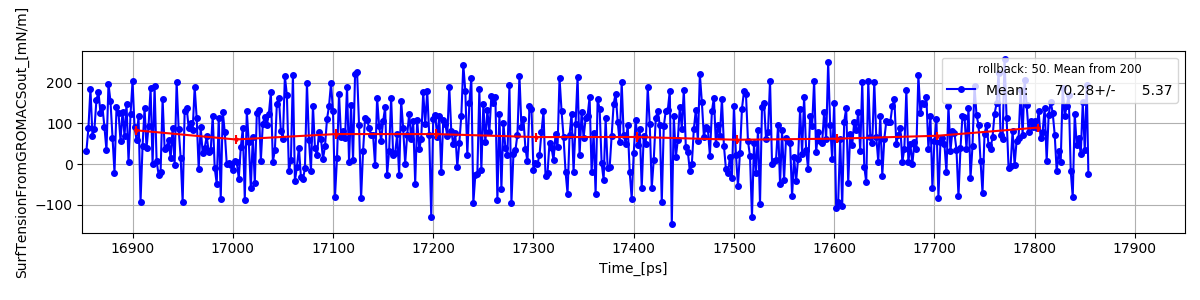 SurfTensionFromGROMACSout_[mN/m]
200
100
0
−100
rollback: 50. Mean from 200
Mean: 70.28+/- 5.37
16900 17000 17100 17200 17300 17400 17500 17600 17700 17800 17900
Time_[ps]